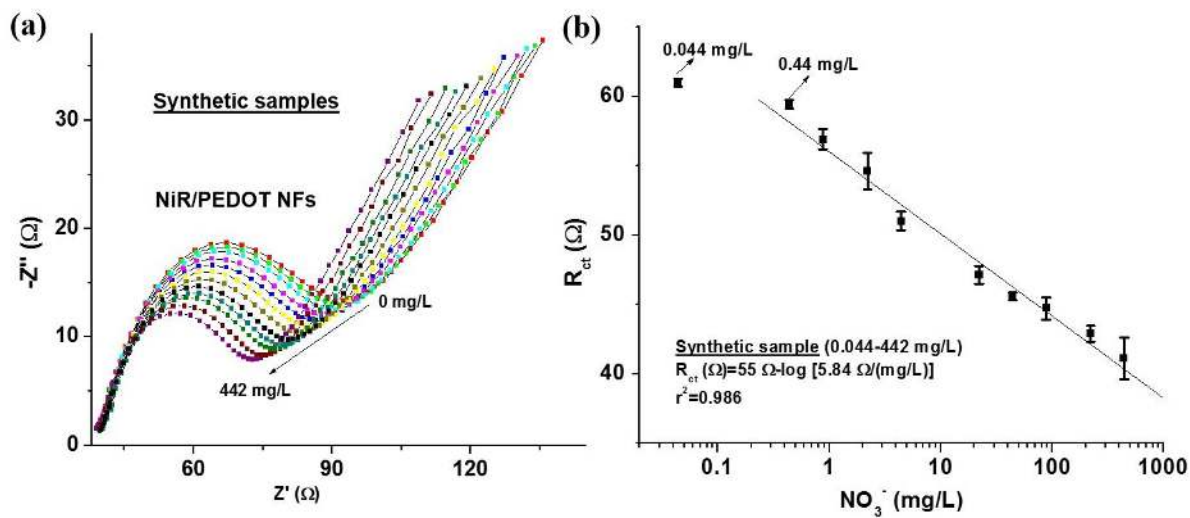 (a)
Synthetic samples
NiR/PEDOT NFs
0 mg/L
442 mg/L
-Z'' (Ω)
30
20
10
0
60
90
120
Z' (Ω)
(b)
0.044 mg/L
0.44 mg/L
R_ct (Ω)
60
50
40
Synthetic sample (0.044-442 mg/L)
R_ct (Ω)=55 Ω-log [5.84 Ω/(mg/L)]
r²=0.986
0.1
1
10
100
1000
NO₃⁻ (mg/L)